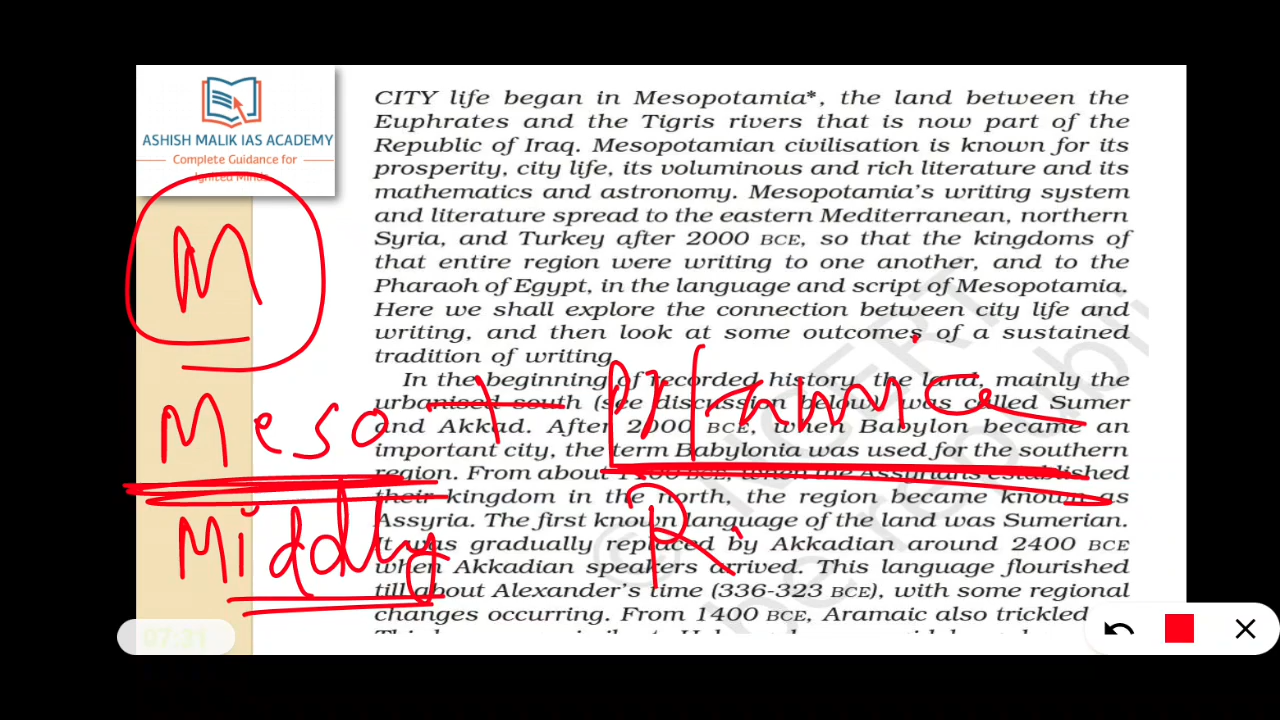 ASHISH MALIK IAS ACADEMY
Complete Guidance for
Ignited Minds
CITY life began in Mesopotamia*, the land between the
Euphrates and the Tigris rivers that is now part of the
Republic of Iraq. Mesopotamian civilisation is known for its
prosperity, city life, its voluminous and rich literature and its
mathematics and astronomy. Mesopotamia's writing system
and literature spread to the eastern Mediterranean, northern
Syria, and Turkey after 2000 BCE, so that the kingdoms of
that entire region were writing to one another, and to the
Pharaoh of Egypt, in the language and script of Mesopotamia.
Here we shall explore the connection between city life and
writing, and then look at some outcomes of a sustained
tradition of writing.
In the beginning of recorded history, the land, mainly the
urbanised south (see discussion below), was called Sumer
and Akkad. After 2000 BCE, when Babylon became an
important city, the term Babylonia was used for the southern
region. From about 1100 BCE, when the Assyrians established
their kingdom in the north, the region became known as
Assyria. The first known language of the land was Sumerian.
It was gradually replaced by Akkadian around 2400 BCE
when Akkadian speakers arrived. This language flourished
till about Alexander's time (336-323 BCE), with some regional
changes occurring. From 1400 BCE, Aramaic also trickled
M
Meso +
R
07:31